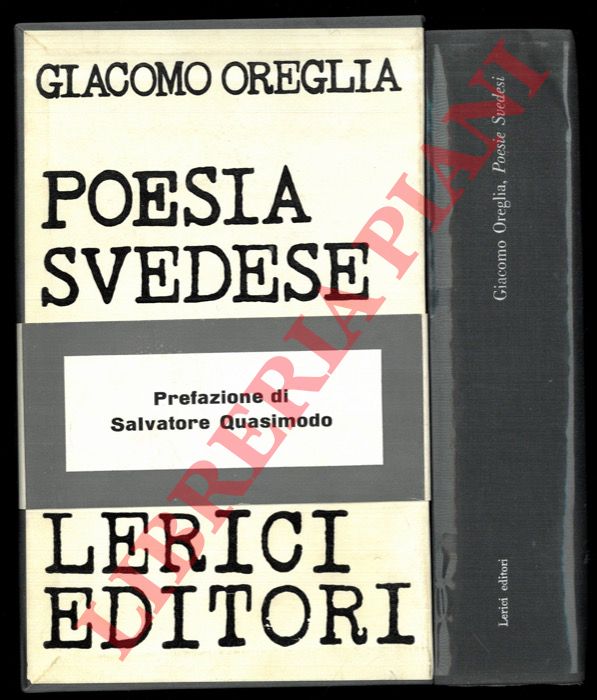 GIACOMO OREGLIA
POESIA
SVEDESE
Prefazione di
Salvatore Quasimodo
LERICI
EDITORI
Giacomo Oreglia, Poesie Svedesi
Lerici editori
LIBRERIA PIANI